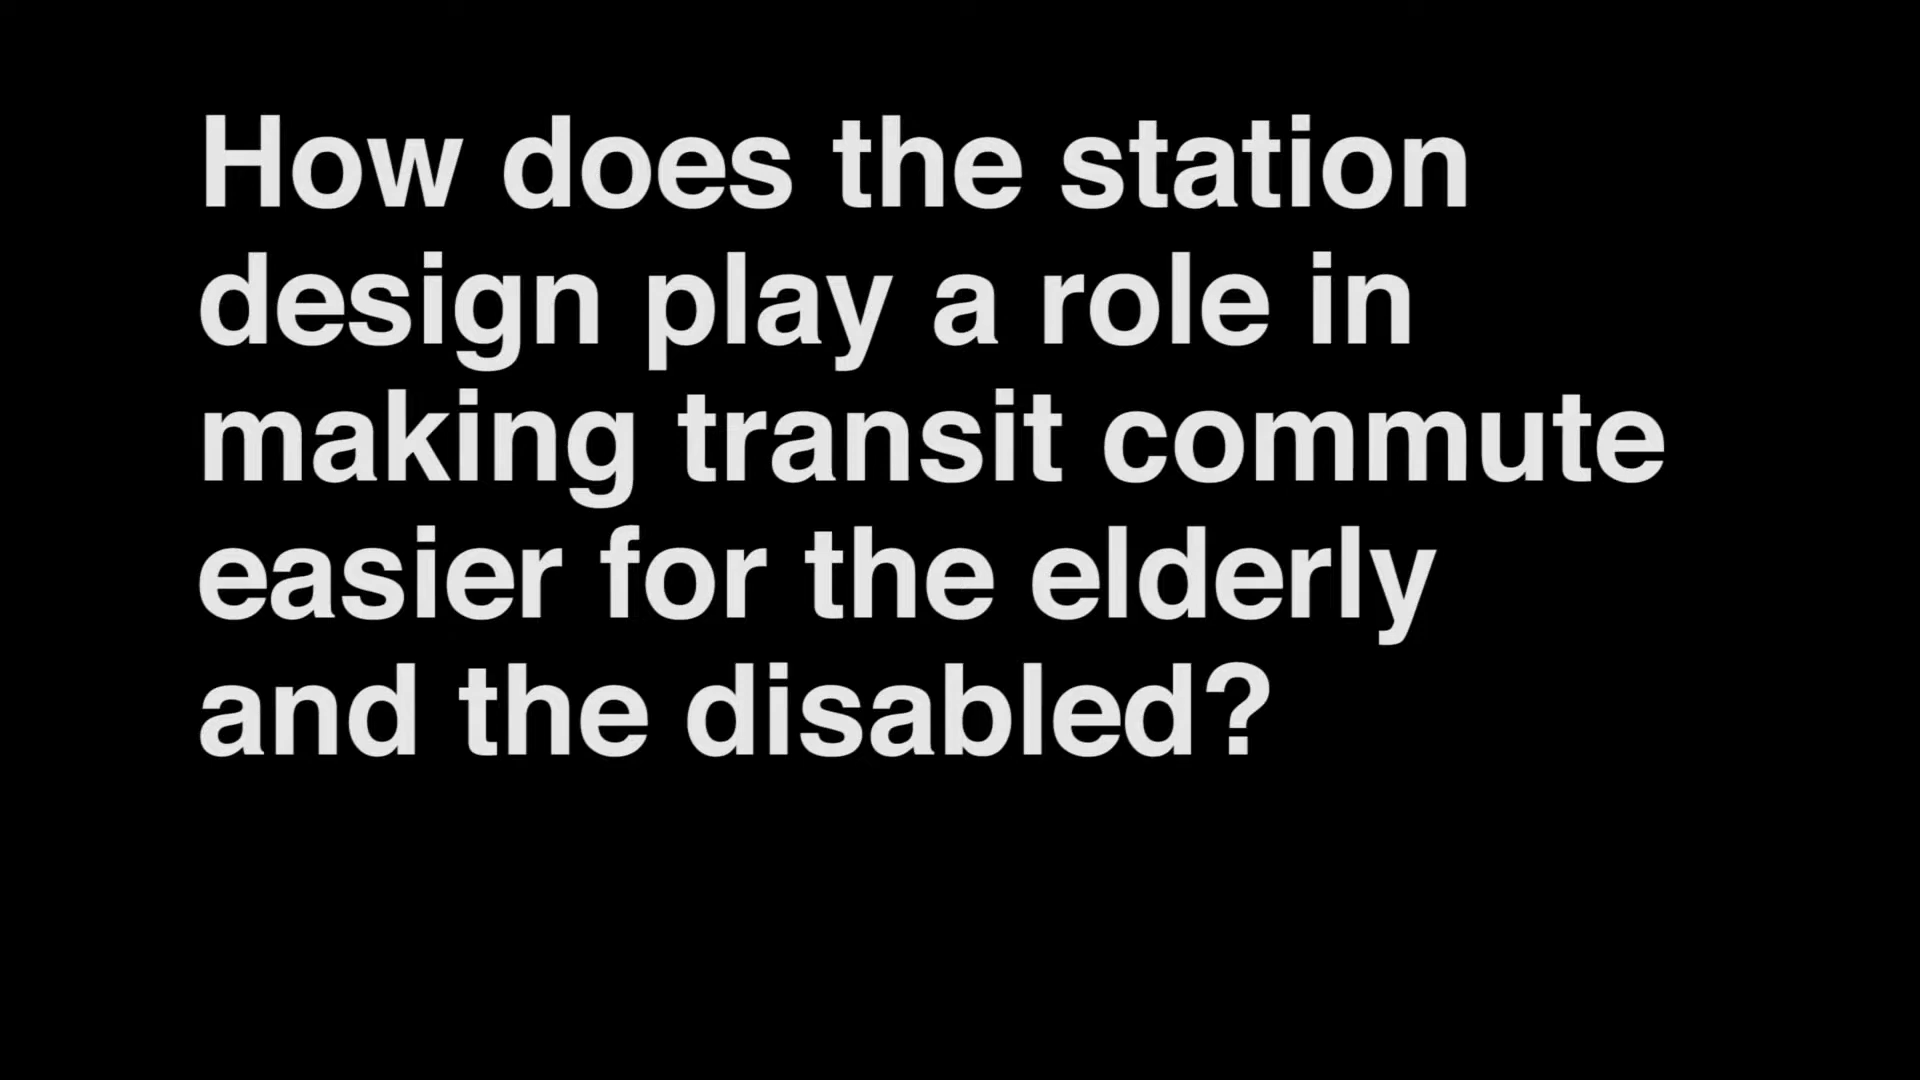 How does the station
design play a role in
making transit commute
easier for the elderly
and the disabled?